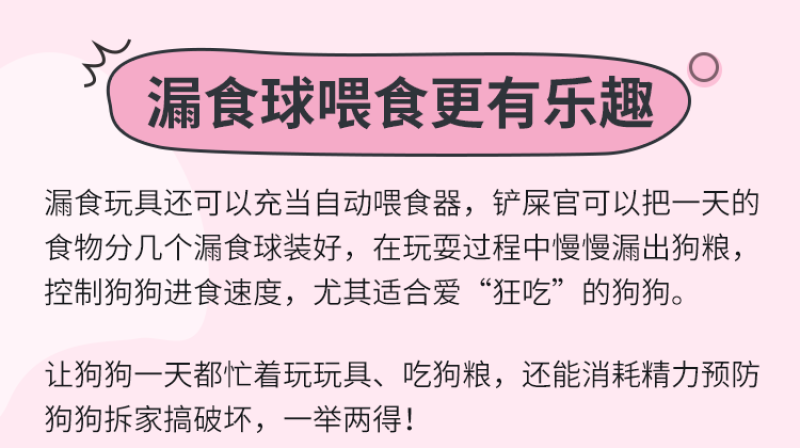 漏食球喂食更有乐趣
漏食玩具还可以充当自动喂食器，铲屎官可以把一天的
食物分几个漏食球装好，在玩耍过程中慢慢漏出狗粮，
控制狗狗进食速度，尤其适合爱“狂吃”的狗狗。
让狗狗一天都忙着玩玩具、吃狗粮，还能消耗精力预防
狗狗拆家搞破坏，一举两得！